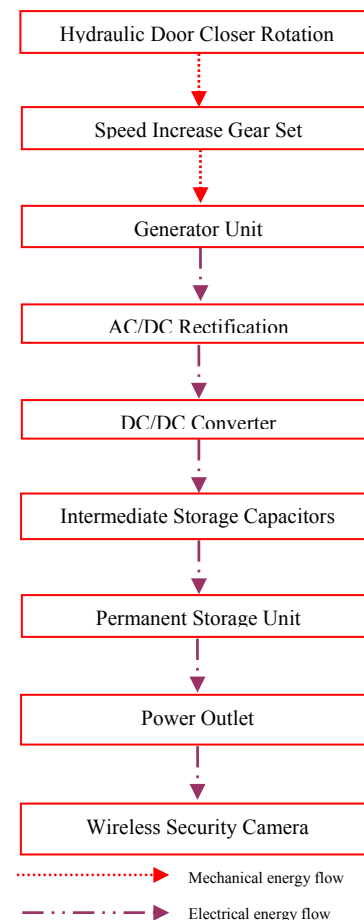 Hydraulic Door Closer Rotation
Speed Increase Gear Set
Generator Unit
AC/DC Rectification
DC/DC Converter
Intermediate Storage Capacitors
Permanent Storage Unit
Power Outlet
Wireless Security Camera
Mechanical energy flow
Electrical energy flow